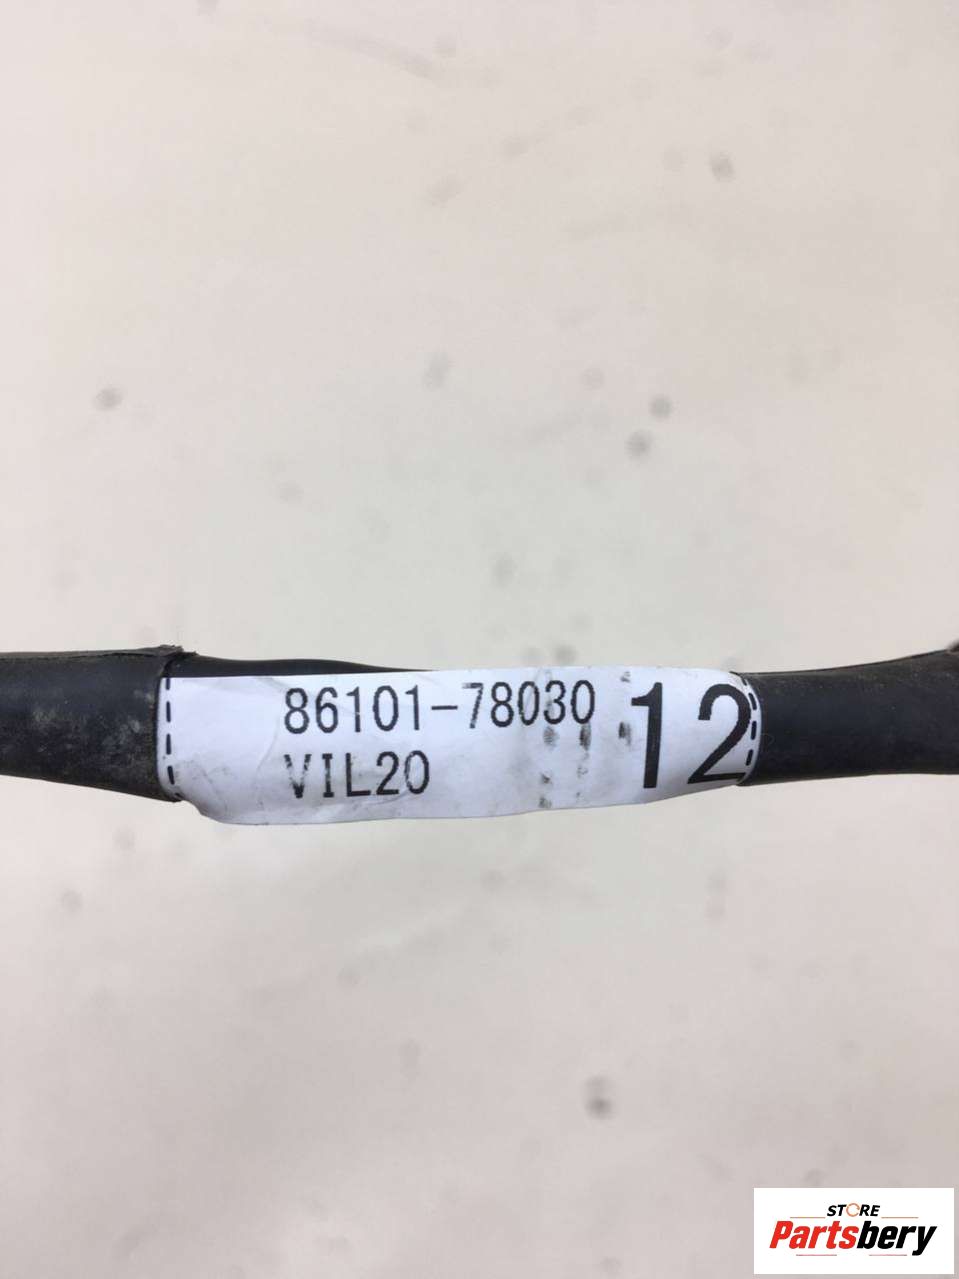 86101-78030
VIL20
12
STORE
Partsbery